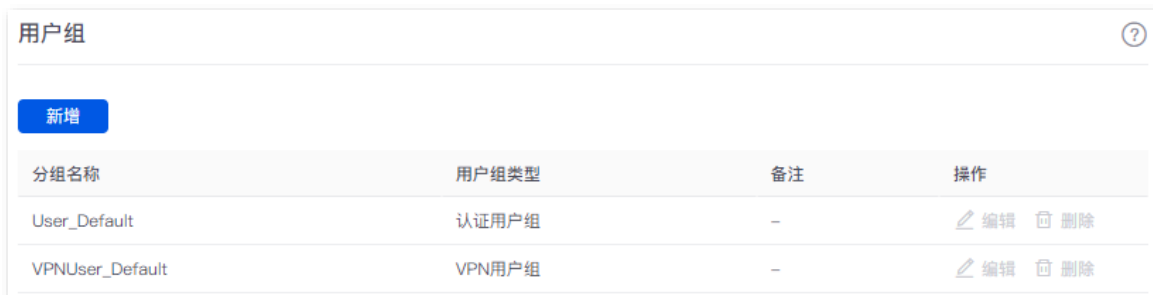 用户组
新增
分组名称 用户组类型 备注 操作
User_Default 认证用户组 – 编辑 删除
VPNUser_Default VPN用户组 – 编辑 删除